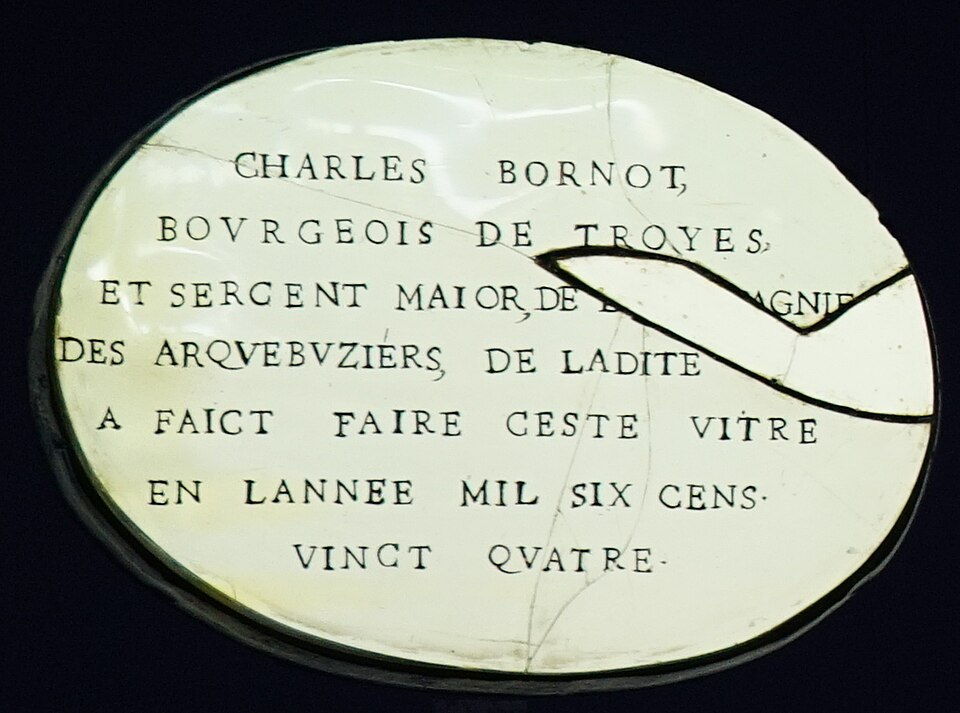 CHARLES BORNOT,
BOVRGEOIS DE TROYES,
ET SERGENT MAIOR, DE
DES ARQVEBVZIERS, DE LADITE
A FAICT FAIRE CESTE VITRE
EN LANNEE MIL SIX CENS·
VINCT QVATRE·